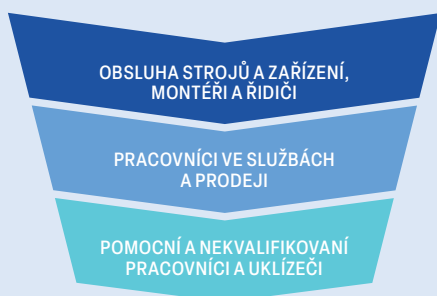 OBSLUHA STROJŮ A ZAŘÍZENÍ,
MONTÉŘI A ŘIDIČI
PRACOVNÍCI VE SLUŽBÁCH
A PRODEJI
POMOCNÍ A NEKVALIFIKOVANÍ
PRACOVNÍCI A UKLÍZEČI